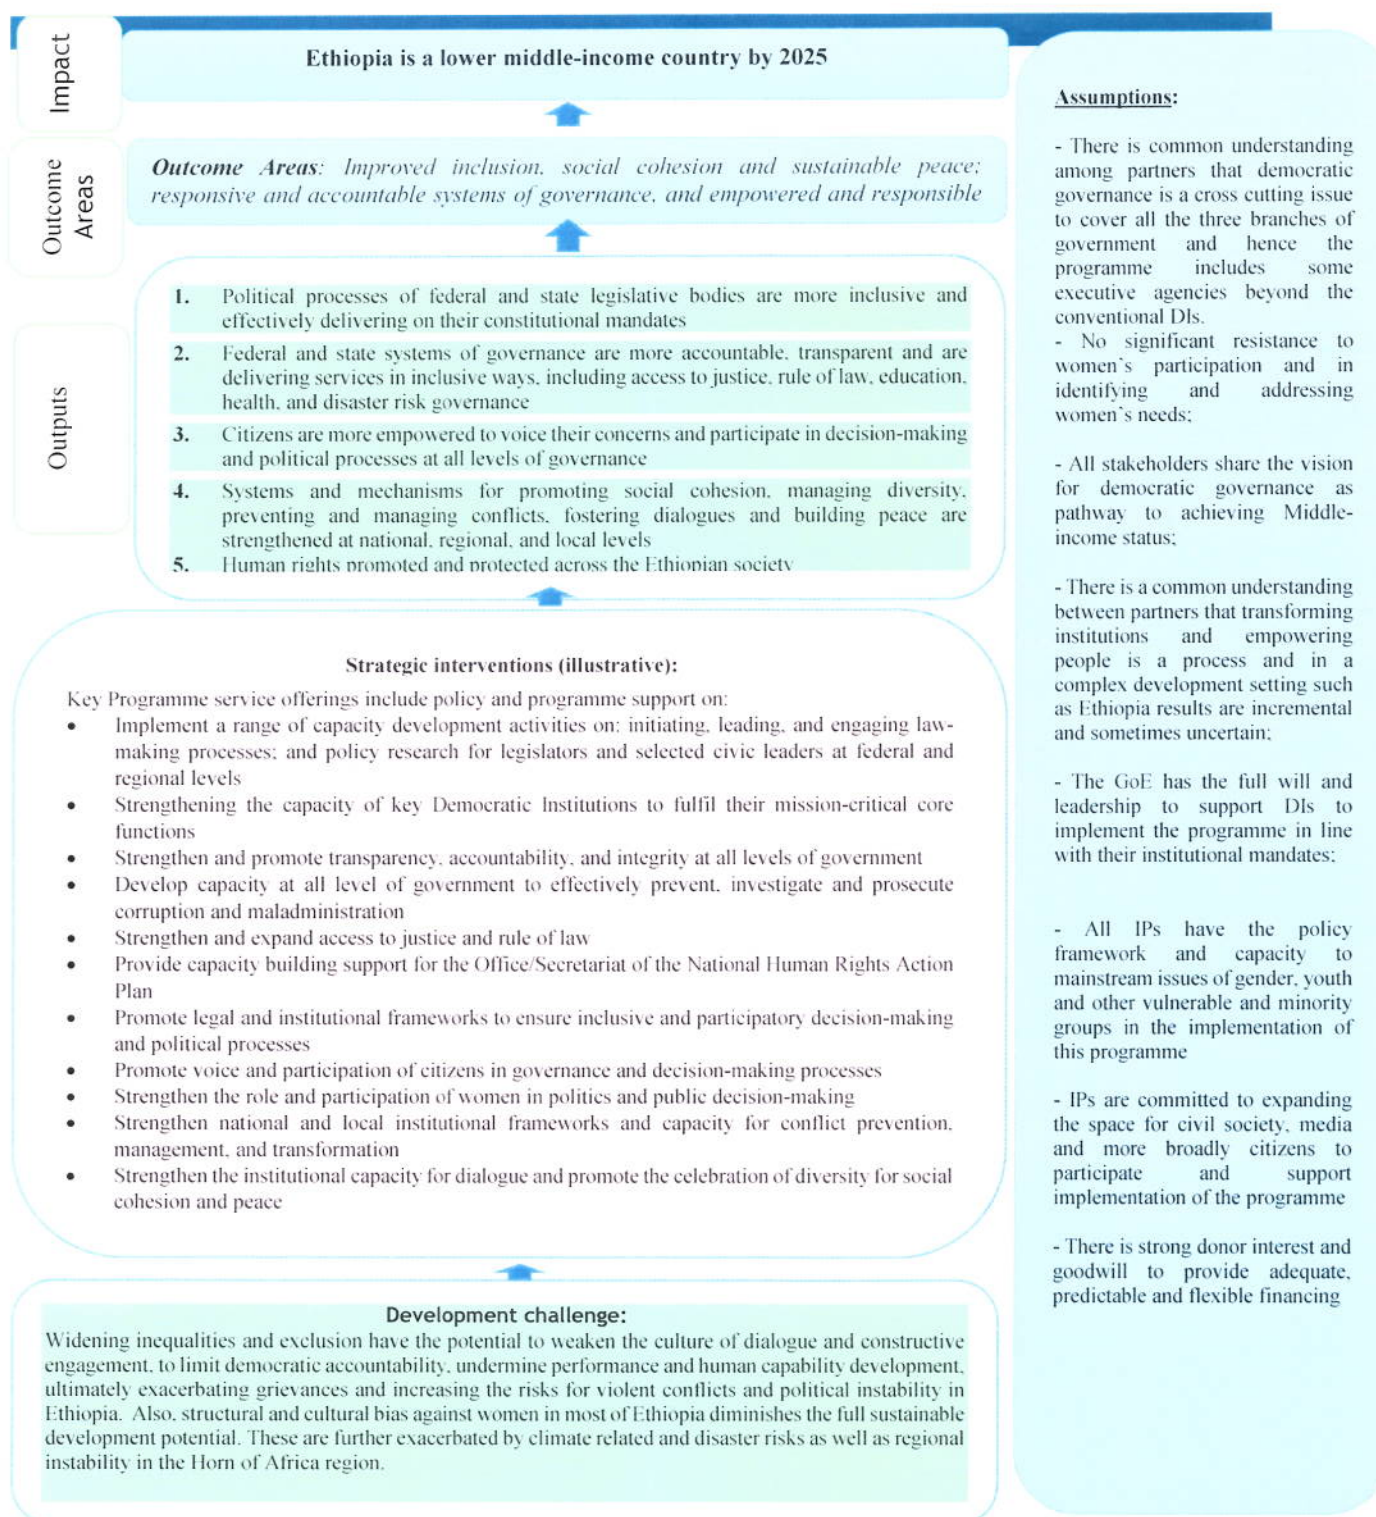 Impact
Ethiopia is a lower middle-income country by 2025
Outcome
Areas
Outcome Areas: Improved inclusion, social cohesion and sustainable peace;
responsive and accountable systems of governance, and empowered and responsible
Outputs
1. Political processes of federal and state legislative bodies are more inclusive and
effectively delivering on their constitutional mandates
2. Federal and state systems of governance are more accountable, transparent and are
delivering services in inclusive ways, including access to justice, rule of law, education,
health, and disaster risk governance
3. Citizens are more empowered to voice their concerns and participate in decision-making
and political processes at all levels of governance
4. Systems and mechanisms for promoting social cohesion, managing diversity,
preventing and managing conflicts, fostering dialogues and building peace are
strengthened at national, regional, and local levels
5. Human rights promoted and protected across the Ethiopian society
Strategic interventions (illustrative):
Key Programme service offerings include policy and programme support on:
• Implement a range of capacity development activities on: initiating, leading, and engaging law-
making processes; and policy research for legislators and selected civic leaders at federal and
regional levels
• Strengthening the capacity of key Democratic Institutions to fulfil their mission-critical core
functions
• Strengthen and promote transparency, accountability, and integrity at all levels of government
• Develop capacity at all level of government to effectively prevent, investigate and prosecute
corruption and maladministration
• Strengthen and expand access to justice and rule of law
• Provide capacity building support for the Office/Secretariat of the National Human Rights Action
Plan
• Promote legal and institutional frameworks to ensure inclusive and participatory decision-making
and political processes
• Promote voice and participation of citizens in governance and decision-making processes
• Strengthen the role and participation of women in politics and public decision-making
• Strengthen national and local institutional frameworks and capacity for conflict prevention,
management, and transformation
• Strengthen the institutional capacity for dialogue and promote the celebration of diversity for social
cohesion and peace
Development challenge:
Widening inequalities and exclusion have the potential to weaken the culture of dialogue and constructive
engagement, to limit democratic accountability, undermine performance and human capability development,
ultimately exacerbating grievances and increasing the risks for violent conflicts and political instability in
Ethiopia. Also, structural and cultural bias against women in most of Ethiopia diminishes the full sustainable
development potential. These are further exacerbated by climate related and disaster risks as well as regional
instability in the Horn of Africa region.
Assumptions:
- There is common understanding
among partners that democratic
governance is a cross cutting issue
to cover all the three branches of
government and hence the
programme includes some
executive agencies beyond the
conventional DIs.
- No significant resistance to
women`s participation and in
identifying and addressing
women`s needs;
- All stakeholders share the vision
for democratic governance as
pathway to achieving Middle-
income status;
- There is a common understanding
between partners that transforming
institutions and empowering
people is a process and in a
complex development setting such
as Ethiopia results are incremental
and sometimes uncertain;
- The GoE has the full will and
leadership to support DIs to
implement the programme in line
with their institutional mandates;
- All IPs have the policy
framework and capacity to
mainstream issues of gender, youth
and other vulnerable and minority
groups in the implementation of
this programme
- IPs are committed to expanding
the space for civil society, media
and more broadly citizens to
participate and support
implementation of the programme
- There is strong donor interest and
goodwill to provide adequate,
predictable and flexible financing